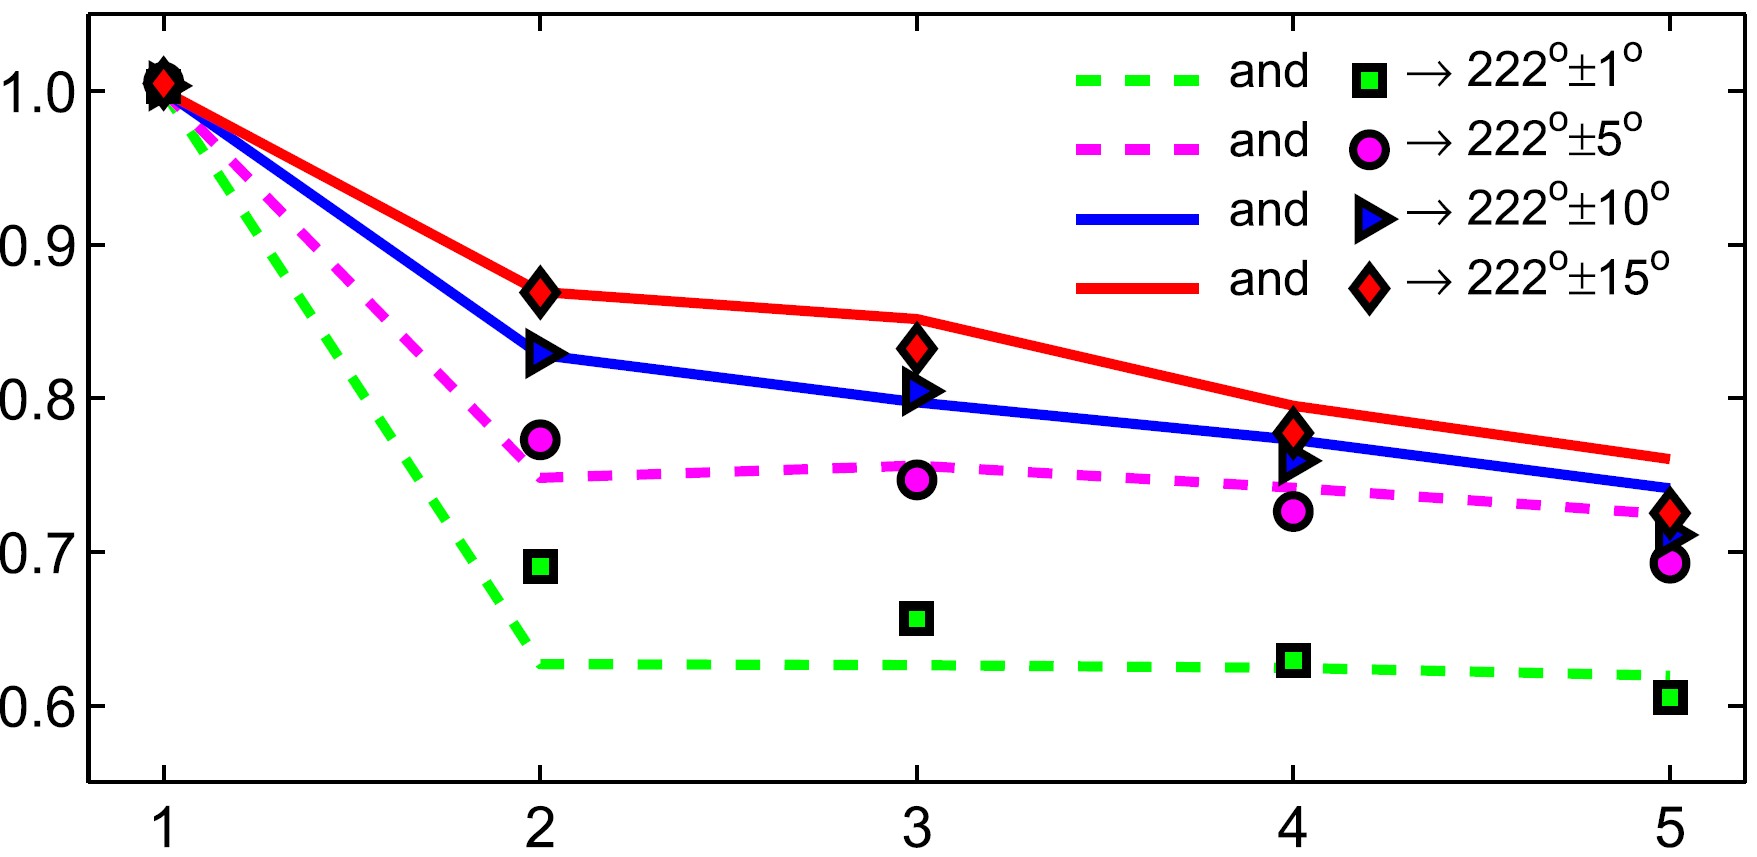 1.0
0.9
0.8
0.7
0.6
1 2 3 4 5
and → 222°±1°
and → 222°±5°
and → 222°±10°
and → 222°±15°